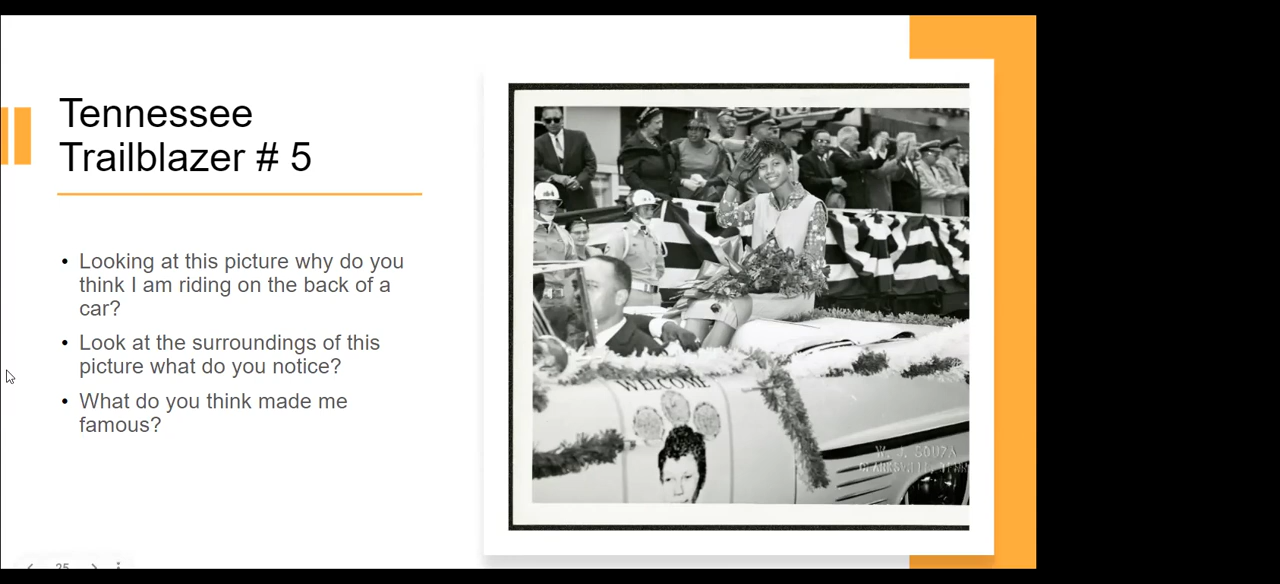 Tennessee
Trailblazer # 5
• Looking at this picture why do you
think I am riding on the back of a
car?
• Look at the surroundings of this
picture what do you notice?
• What do you think made me
famous?
WELCOME
W. J. SOUZA
CLARKSVILLE, TENN
25